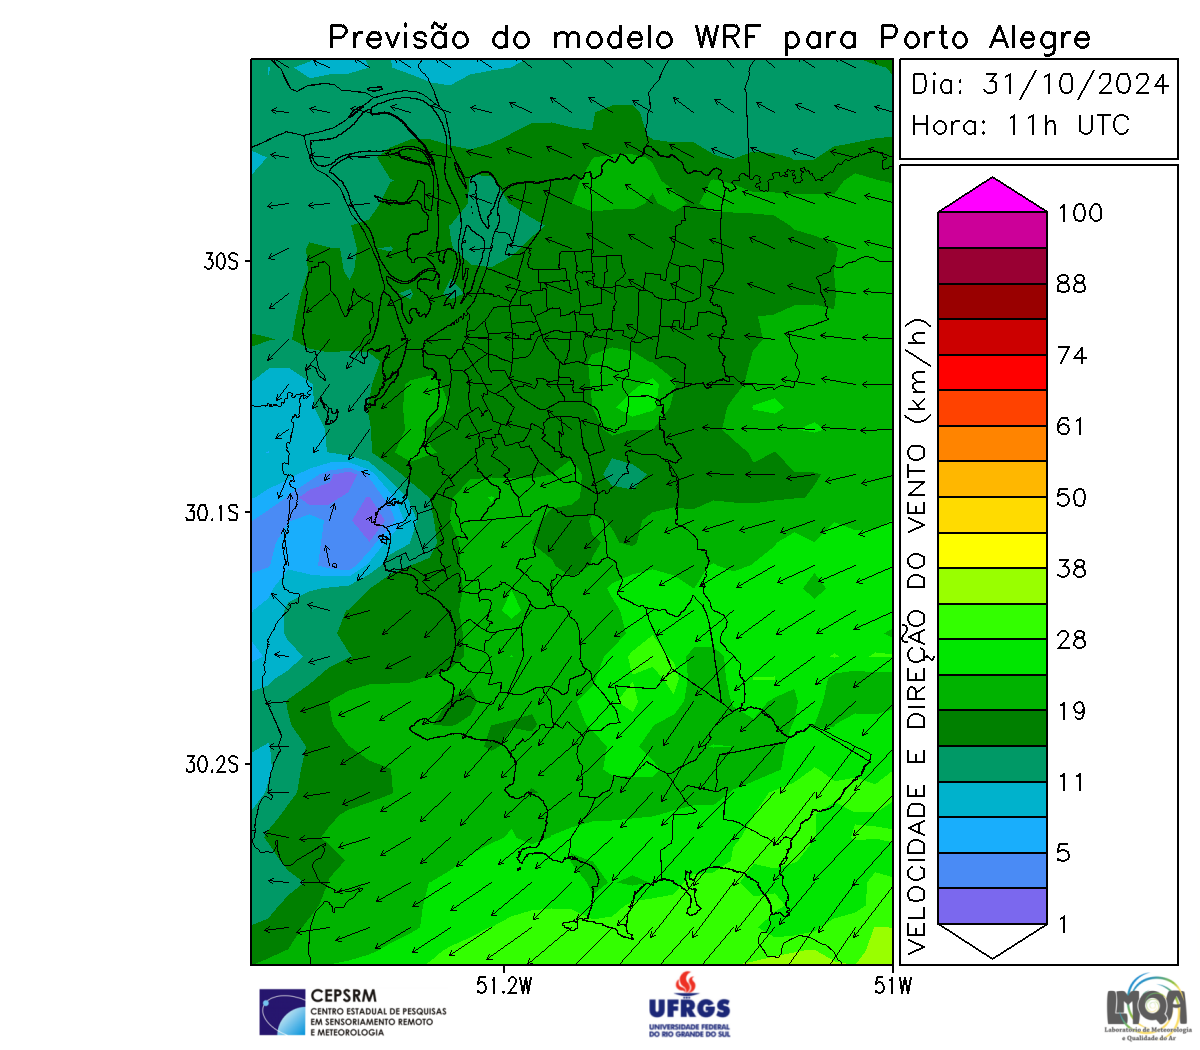 Previsão do modelo WRF para Porto Alegre
Dia: 31/10/2024
Hora: 11h UTC
30S
30.1S
30.2S
51.2W
51W
VELOCIDADE E DIREÇÃO DO VENTO (km/h)
100
88
74
61
50
38
28
19
11
5
1
CEPSRM
CENTRO ESTADUAL DE PESQUISAS
EM SENSORIAMENTO REMOTO
E METEOROLOGIA
UFRGS
UNIVERSIDADE FEDERAL
DO RIO GRANDE DO SUL
LMQA
Laboratório de Meteorologia
e Qualidade do Ar